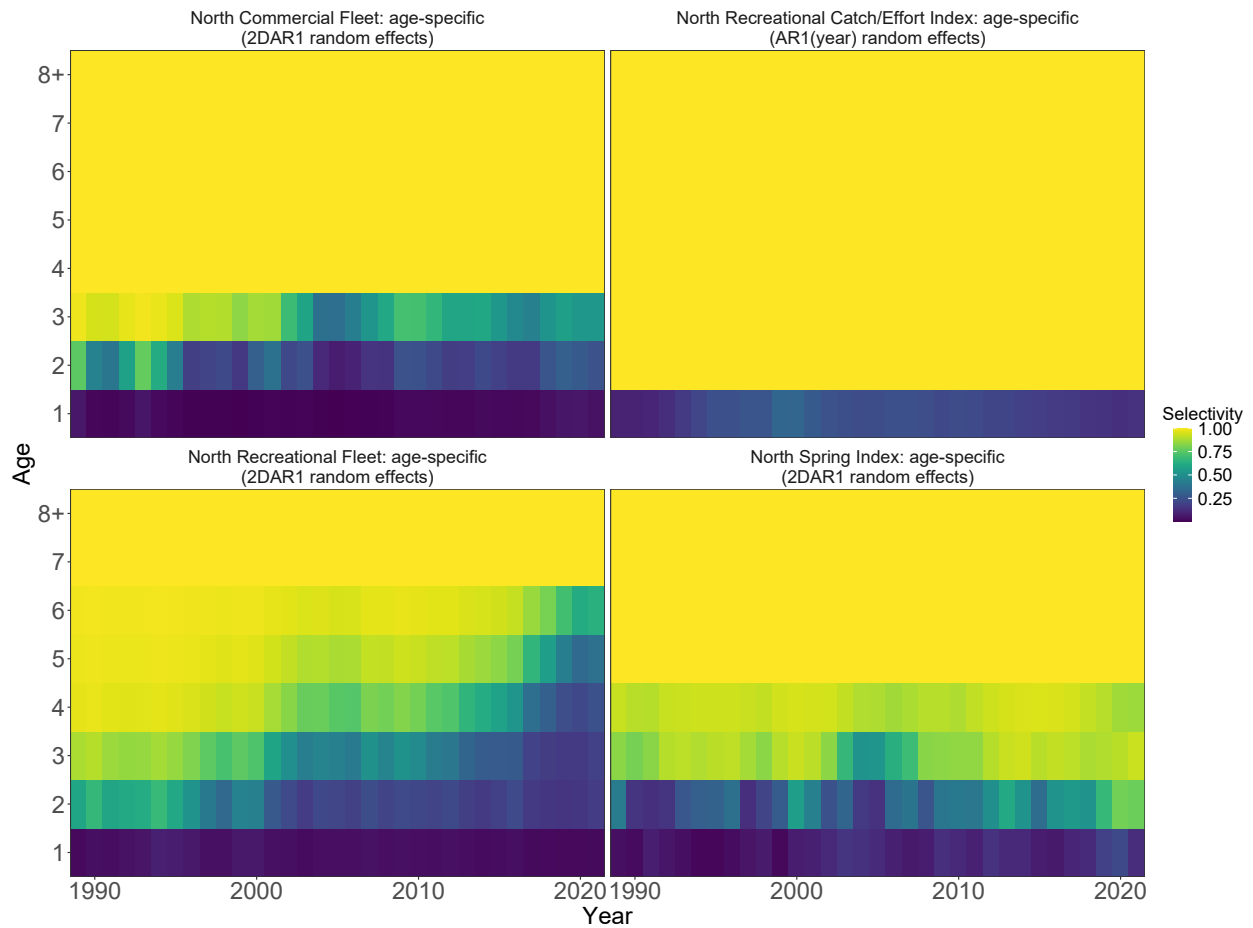 North Commercial Fleet: age-specific
(2DAR1 random effects)
North Recreational Catch/Effort Index: age-specific
(AR1(year) random effects)
8+
7
6
5
4
3
2
1
North Recreational Fleet: age-specific
(2DAR1 random effects)
North Spring Index: age-specific
(2DAR1 random effects)
8+
7
6
5
4
3
2
1
Age
1990
2000
2010
2020
1990
2000
2010
2020
Year
Selectivity
1.00
0.75
0.50
0.25